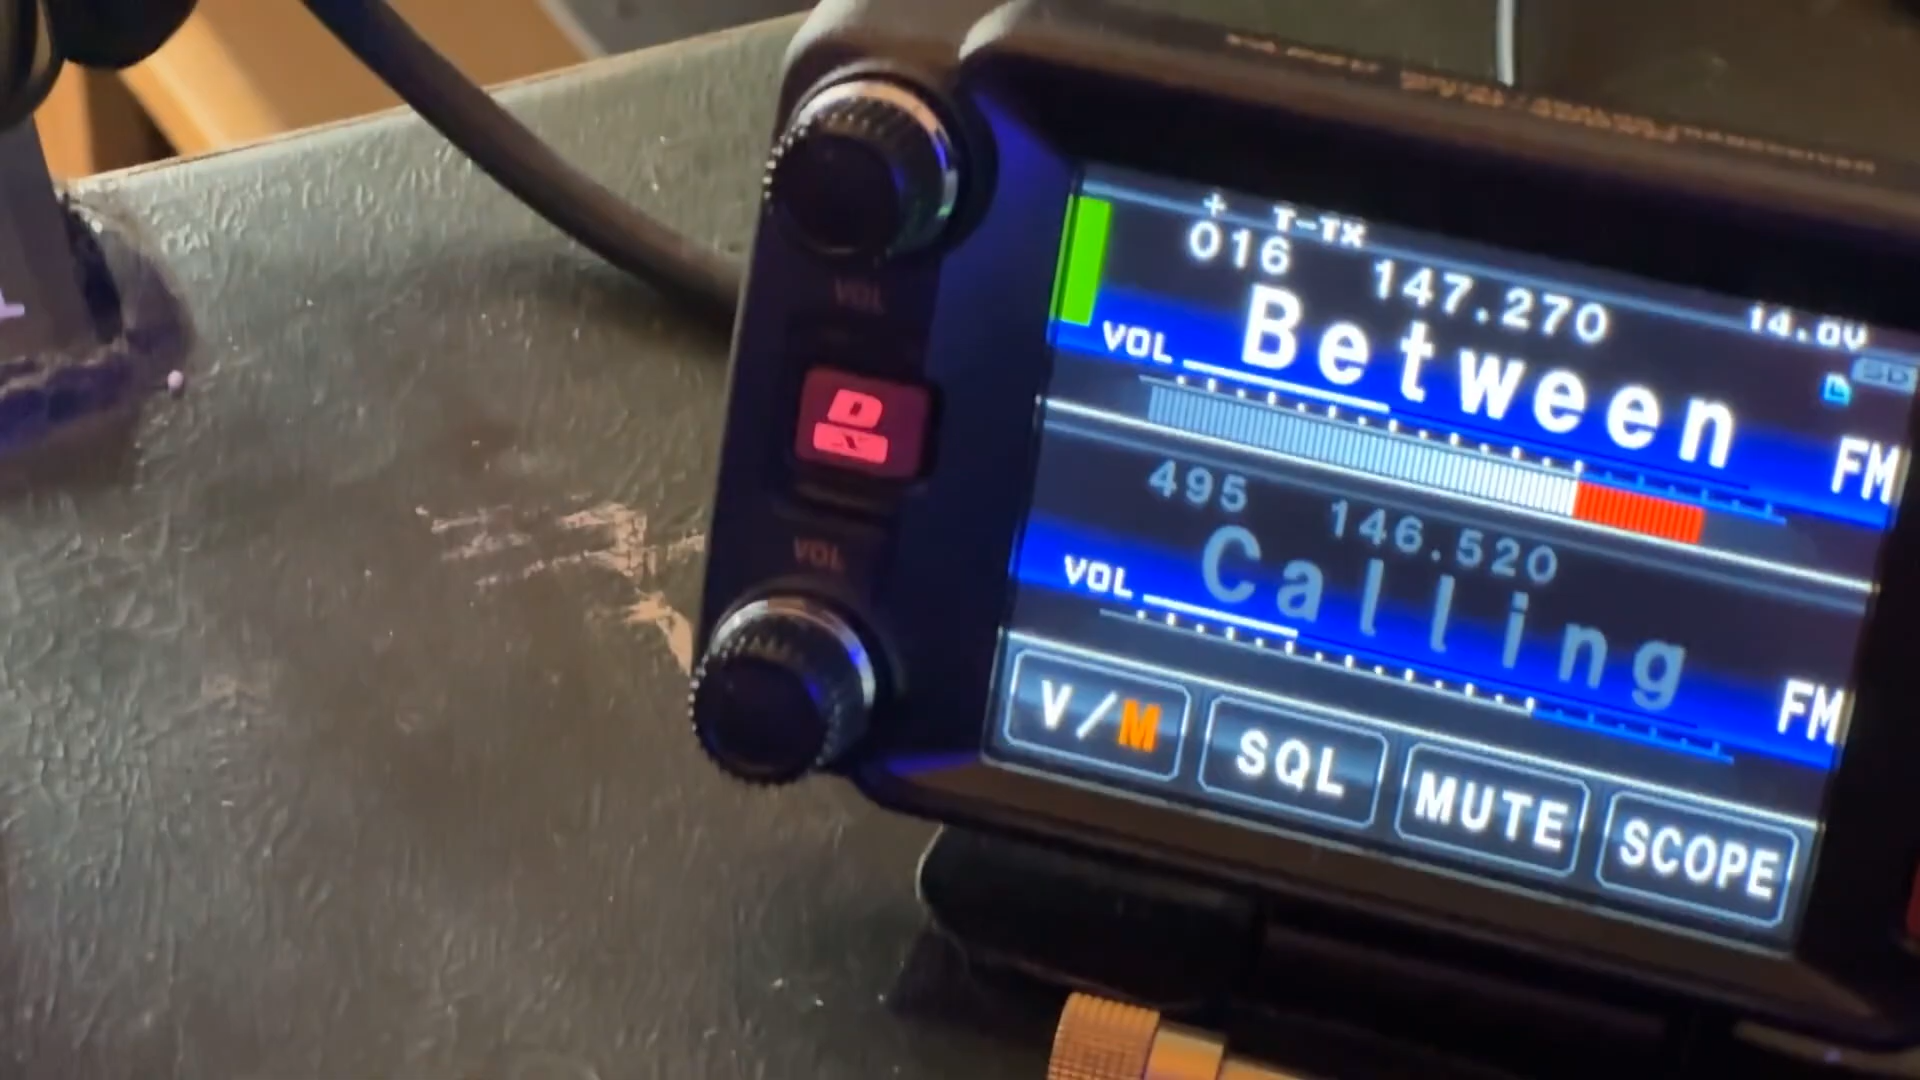 + T-TX
016 147.270 14.0V
VOL Between FM
495 146.520
VOL Calling FM
V/M SQL MUTE SCOPE
VOL
D
X
VOL